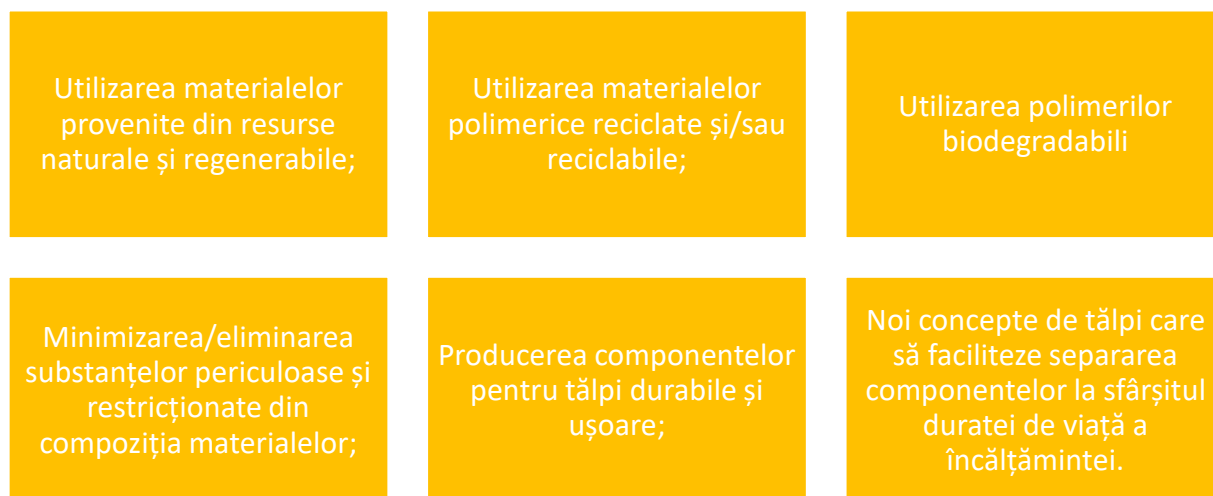 Utilizarea materialelor
provenite din resurse
naturale și regenerabile;
Utilizarea materialelor
polimerice reciclate și/sau
reciclabile;
Utilizarea polimerilor
biodegradabili
Minimizarea/eliminarea
substanțelor periculoase și
restricționate din
compoziția materialelor;
Producerea componentelor
pentru tălpi durabile și
ușoare;
Noi concepte de tălpi care
să faciliteze separarea
componentelor la sfârșitul
duratei de viață a
încălțămintei.